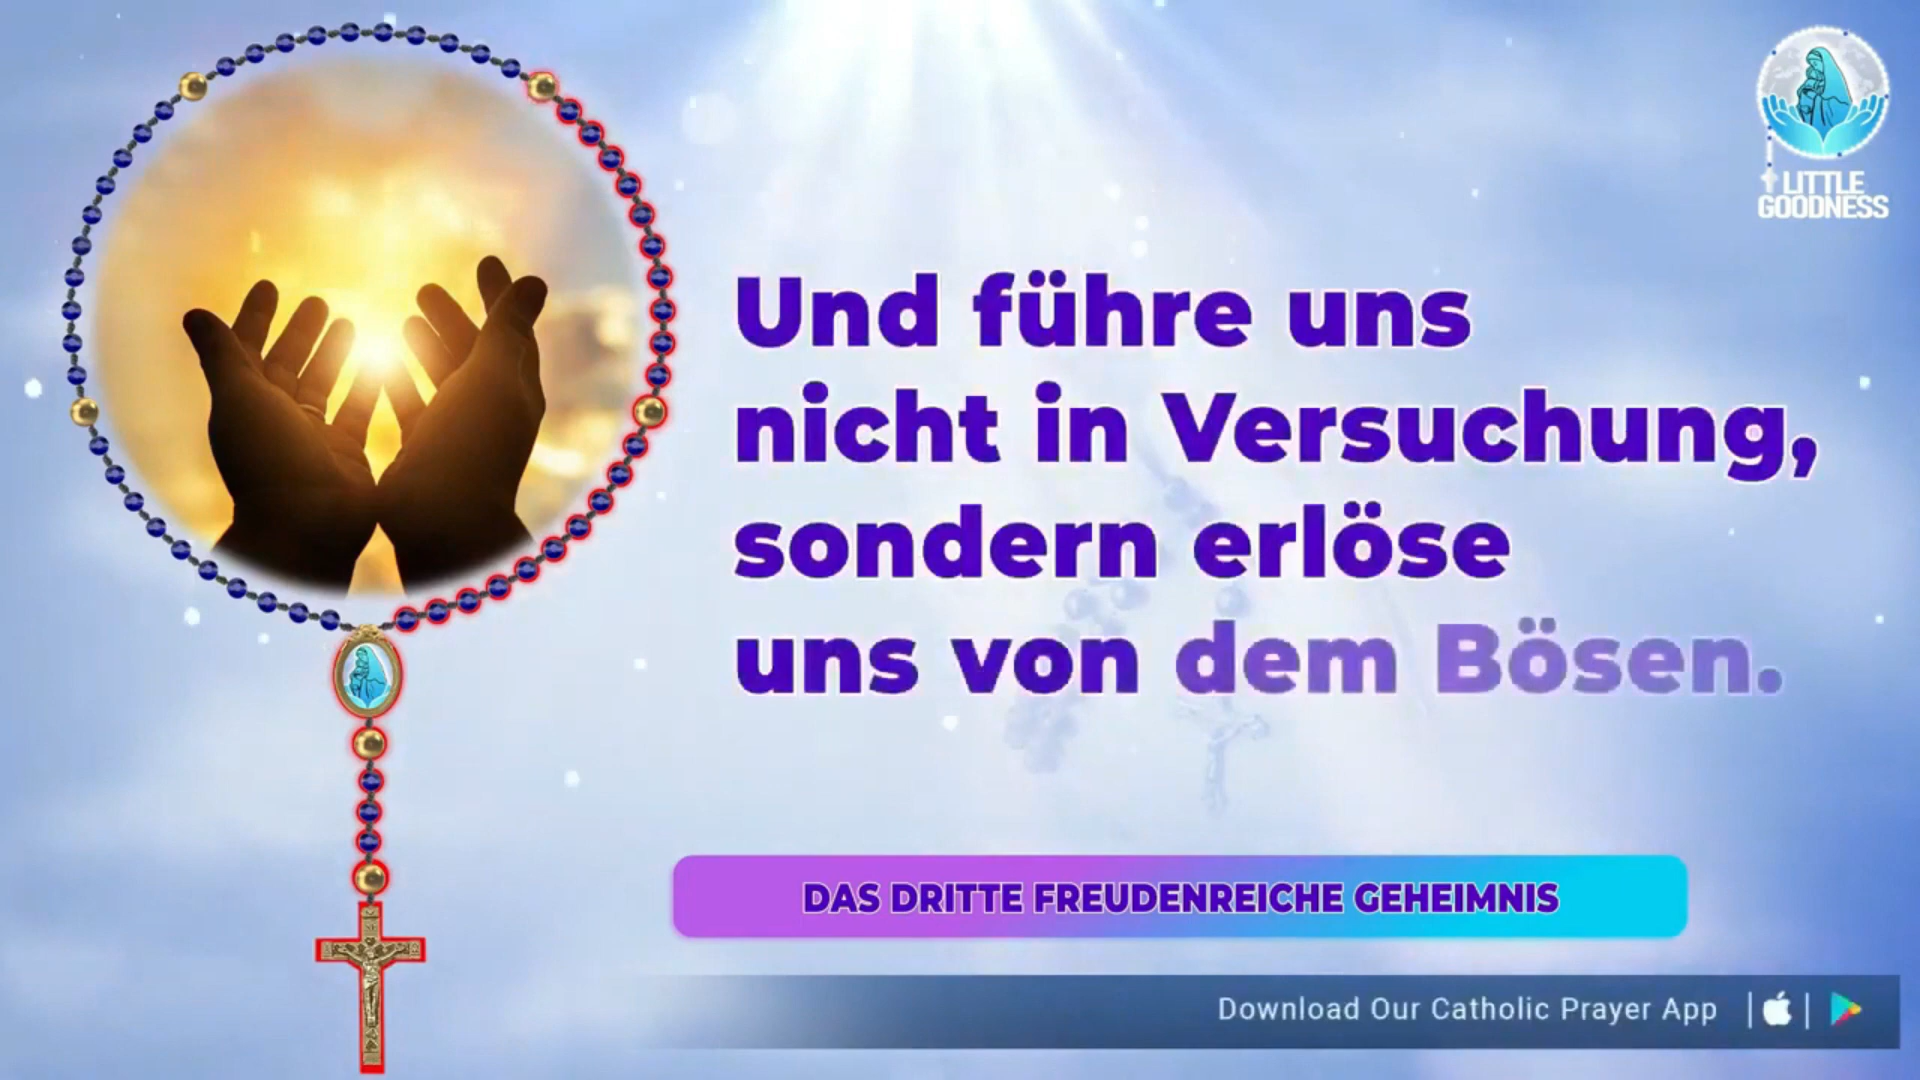 LITTLE
GOODNESS
Und führe uns
nicht in Versuchung,
sondern erlöse
uns von dem Bösen.
DAS DRITTE FREUDENREICHE GEHEIMNIS
Download Our Catholic Prayer App